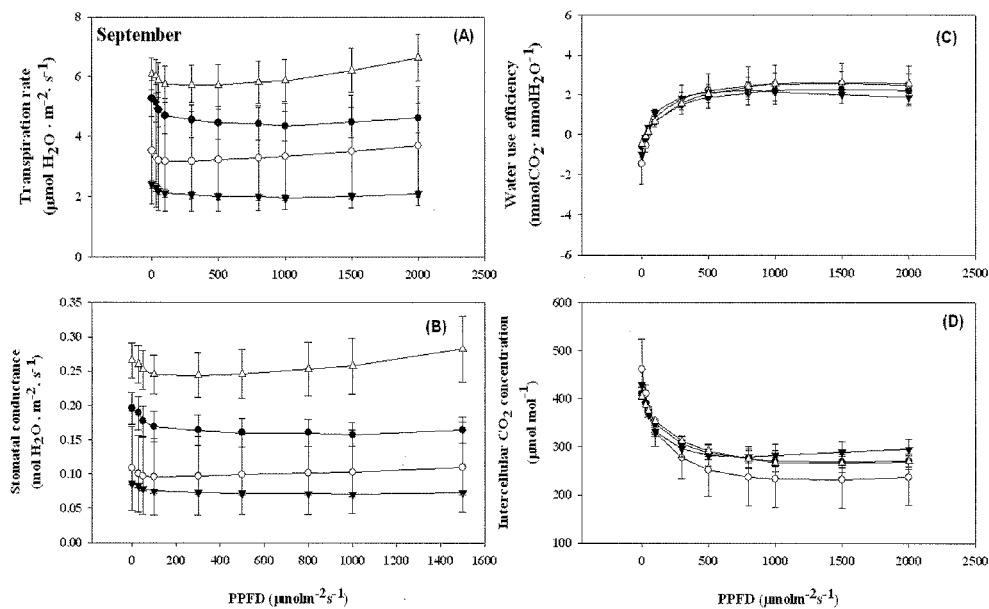 September
(A)
Transpiration rate
(μmol H₂O · m⁻². s⁻¹)
8
6
4
2
0
0 500 1000 1500 2000 2500
(B)
Stomatal conductance
(mol H₂O . m⁻². s⁻¹)
0.35
0.30
0.25
0.20
0.15
0.10
0.05
0.00
0 200 400 600 800 1000 1200 1400 1600
PPFD (μmolm⁻²s⁻¹)
(C)
Water use efficiency
(mmolCO₂· mmolH₂O⁻¹)
6
4
2
0
-2
-4
-6
0 500 1000 1500 2000 2500
(D)
Intercellular CO₂ concentration
(μmol mol⁻¹)
600
500
400
300
200
100
0 500 1000 1500 2000 2500
PPFD (μmolm⁻²s⁻¹)